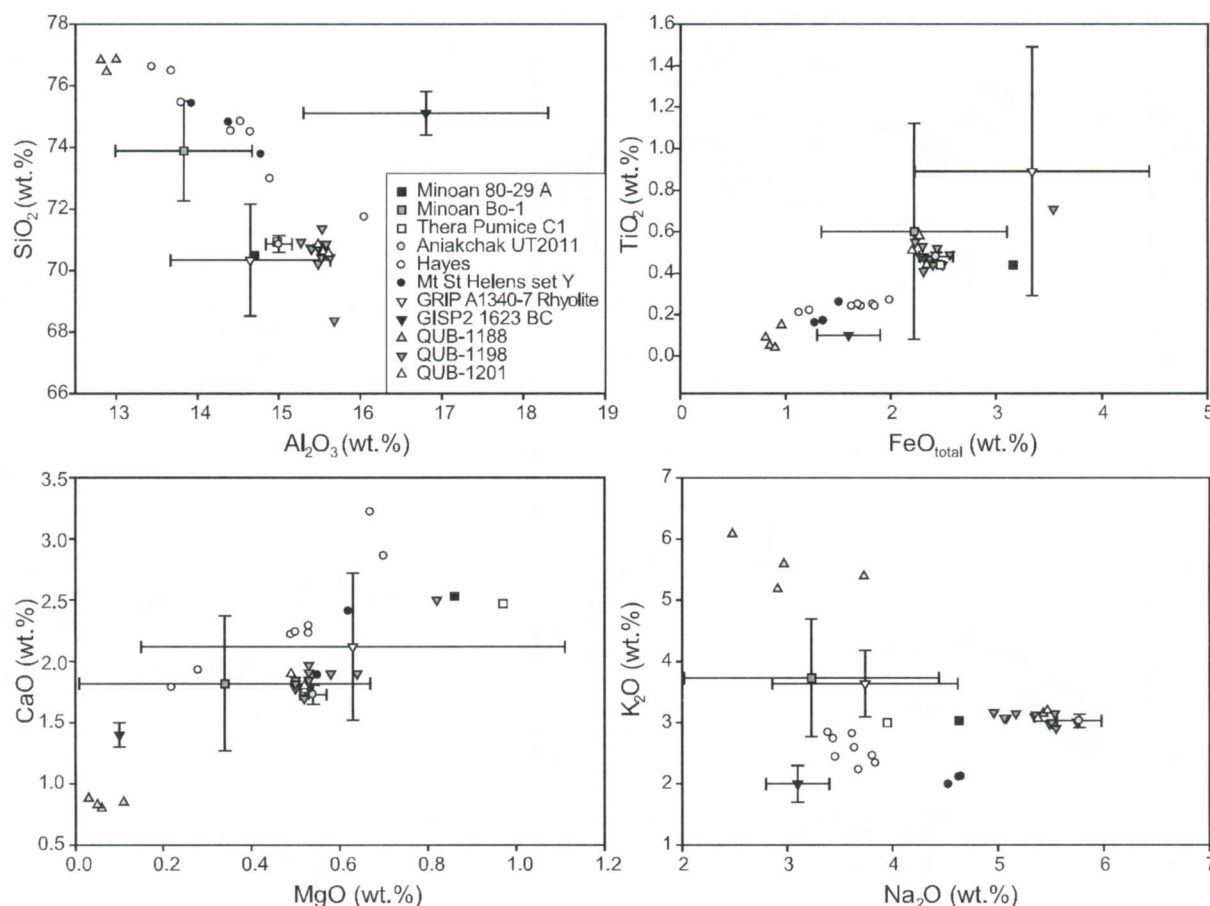 78
76
74
72
70
68
66
SiO2 (wt.%)
13 14 15 16 17 18 19
Al2O3 (wt.%)
Minoan 80-29 A
Minoan Bo-1
Thera Pumice C1
Aniakchak UT2011
Hayes
Mt St Helens set Y
GRIP A1340-7 Rhyolite
GISP2 1623 BC
QUB-1188
QUB-1198
QUB-1201
1.6
1.4
1.2
1.0
0.8
0.6
0.4
0.2
0.0
TiO2 (wt.%)
0 1 2 3 4 5
FeOtotal (wt.%)
3.5
3.0
2.5
2.0
1.5
1.0
0.5
CaO (wt.%)
0.0 0.2 0.4 0.6 0.8 1.0 1.2
MgO (wt.%)
7
6
5
4
3
2
1
K2O (wt.%)
2 3 4 5 6 7
Na2O (wt.%)